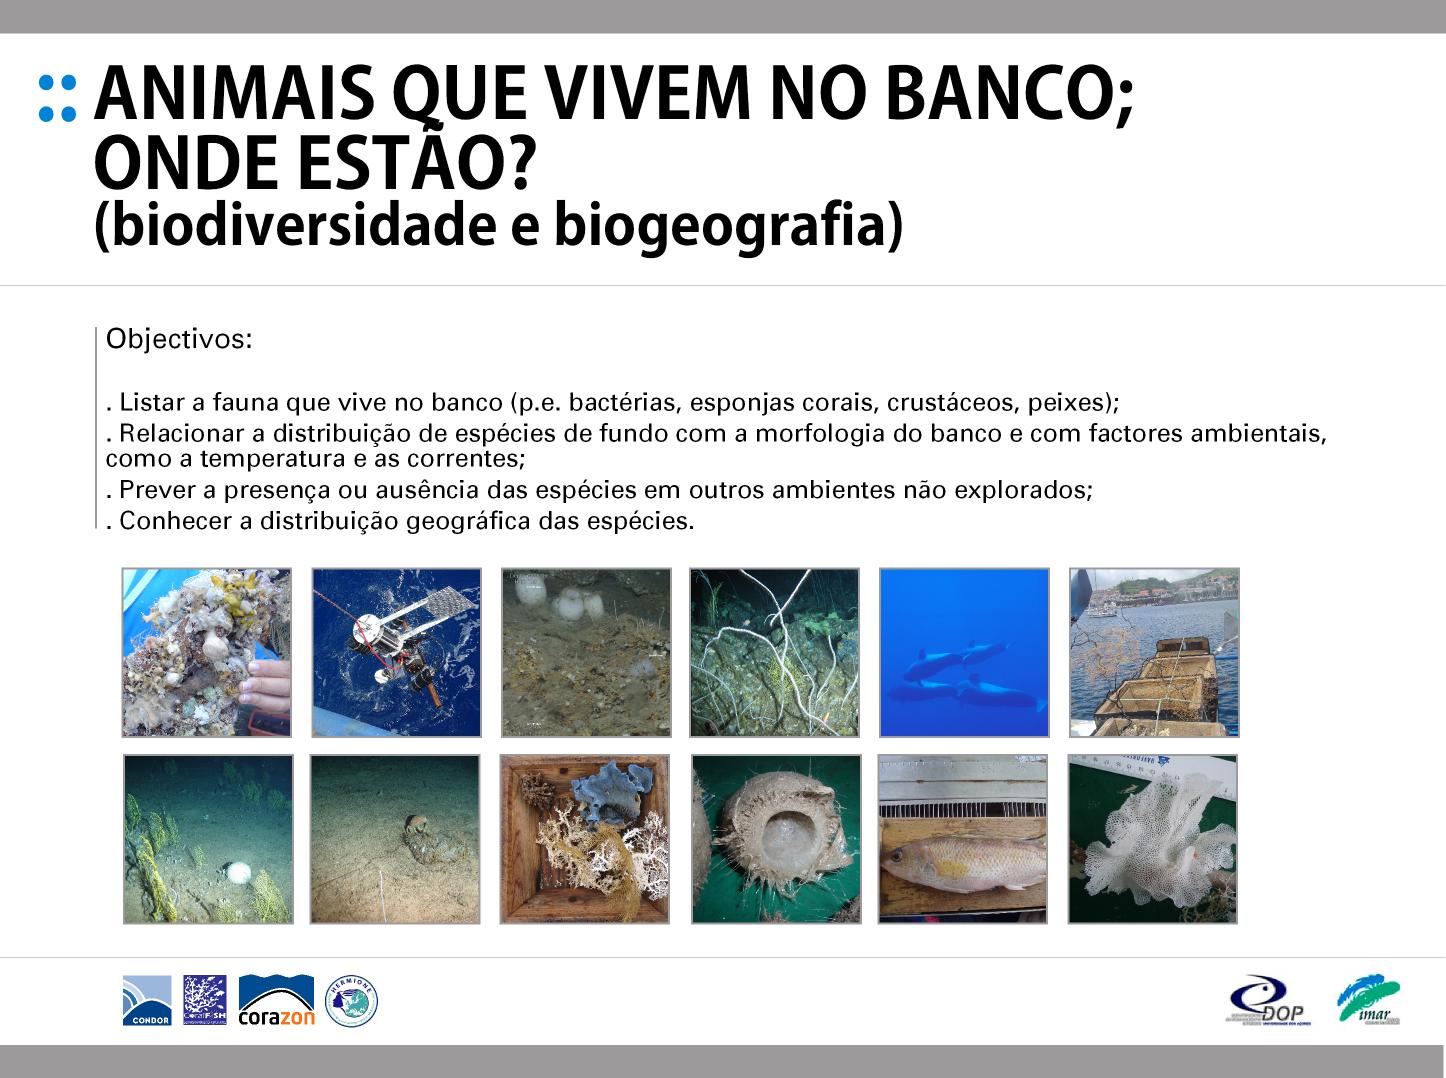 ANIMAIS QUE VIVEM NO BANCO;
ONDE ESTÃO?
(biodiversidade e biogeografia)
Objectivos:
. Listar a fauna que vive no banco (p.e. bactérias, esponjas corais, crustáceos, peixes);
. Relacionar a distribuição de espécies de fundo com a morfologia do banco e com factores ambientais,
como a temperatura e as correntes;
. Prever a presença ou ausência das espécies em outros ambientes não explorados;
. Conhecer a distribuição geográfica das espécies.
CONDOR
CoralFISH
corazon
HERMIONE
DOP
UNIVERSIDADE DOS AÇORES
imar